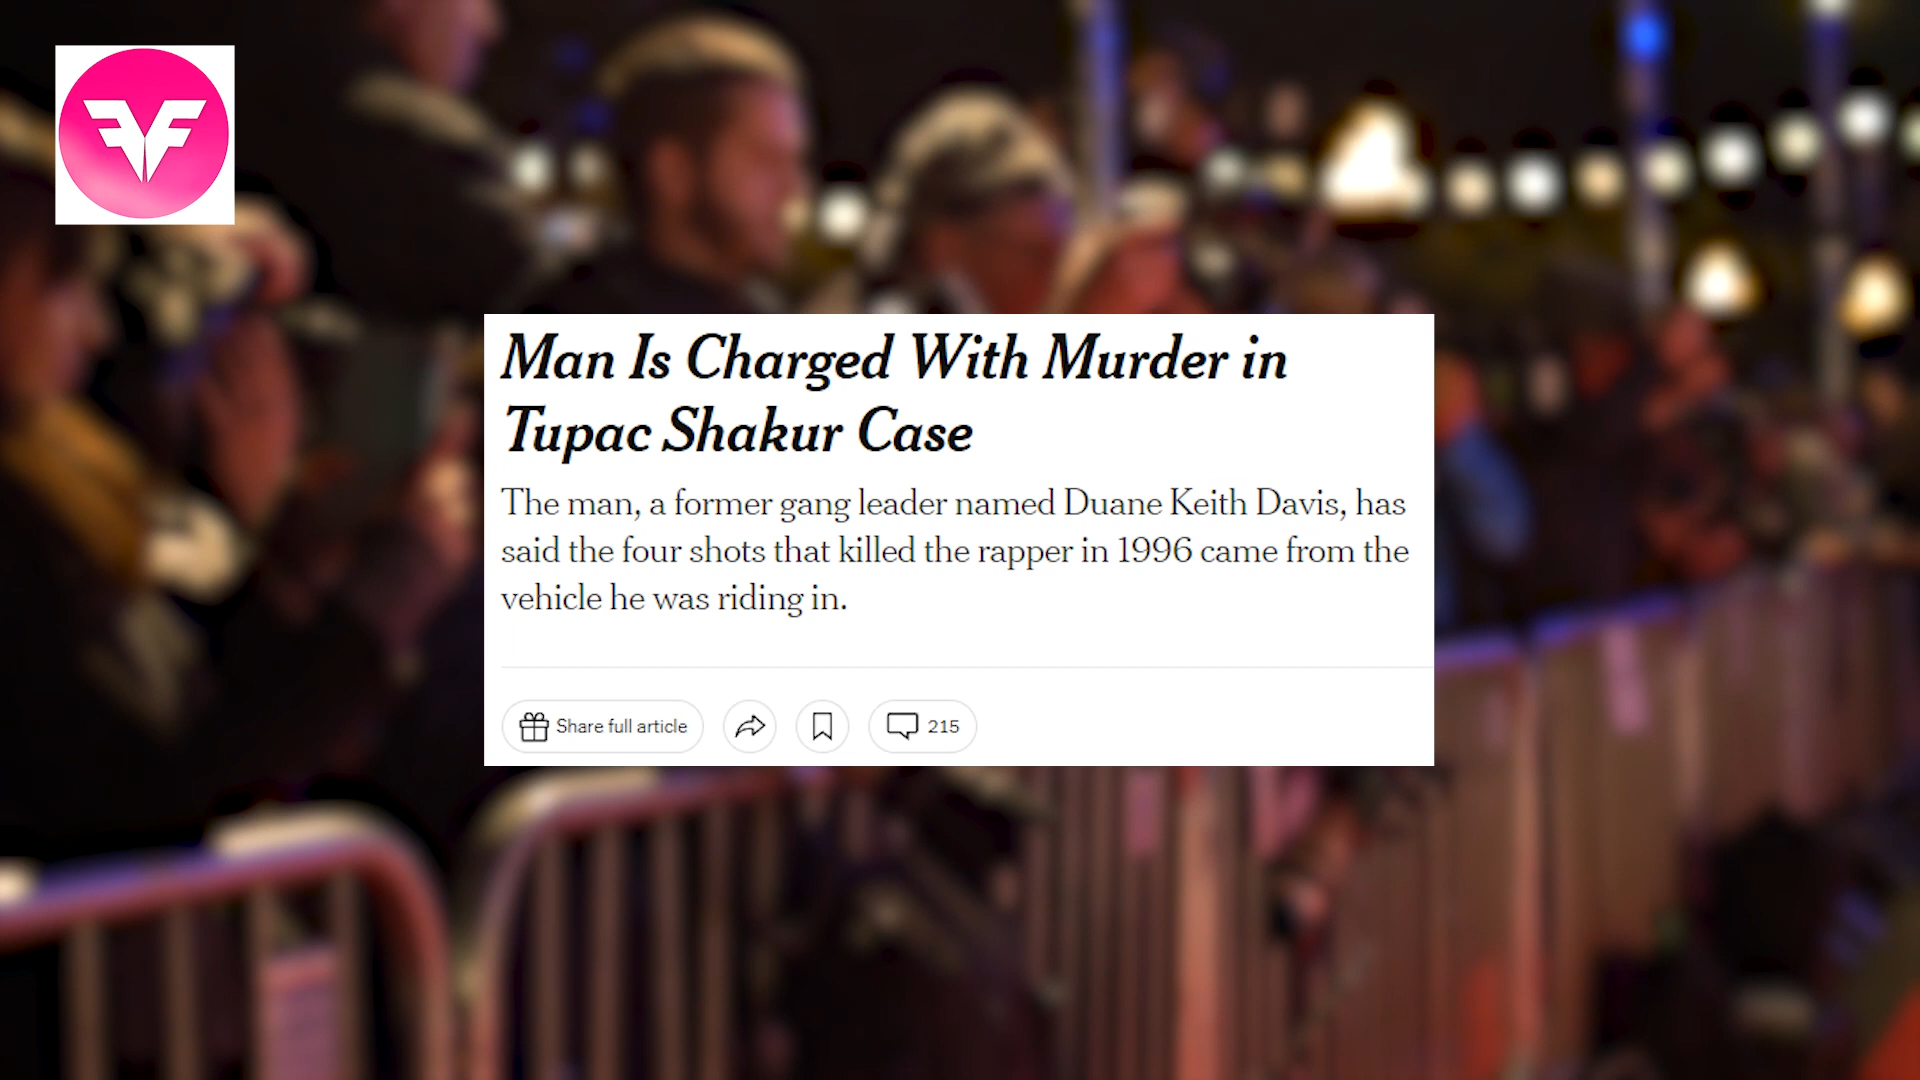 Man Is Charged With Murder in
Tupac Shakur Case
The man, a former gang leader named Duane Keith Davis, has
said the four shots that killed the rapper in 1996 came from the
vehicle he was riding in.
Share full article
215